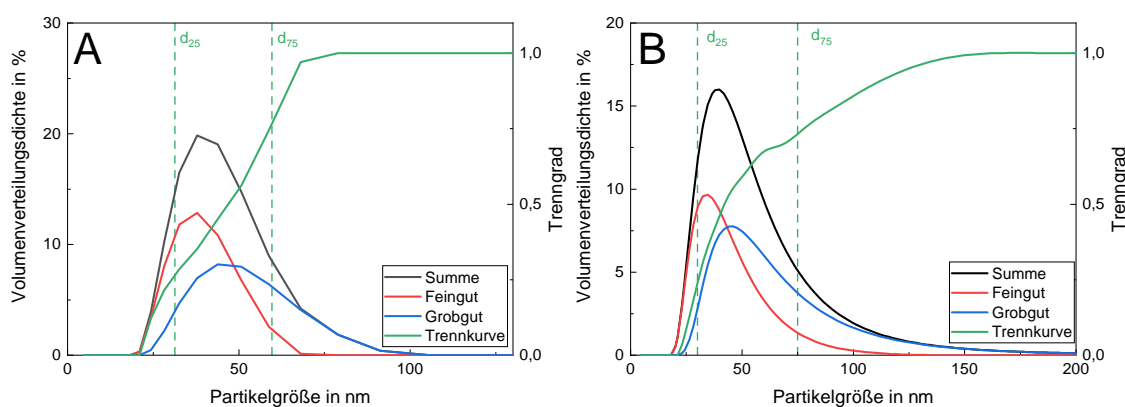 A
d25
d75
30
20
10
0
0
50
100
1,0
0,5
0,0
Volumenverteilungsdichte in %
Trenngrad
Partikelgröße in nm
Summe
Feingut
Grobgut
Trennkurve
B
d25
d75
20
15
10
5
0
0
50
100
150
200
1,0
0,5
0,0
Volumenverteilungsdichte in %
Trenngrad
Partikelgröße in nm
Summe
Feingut
Grobgut
Trennkurve